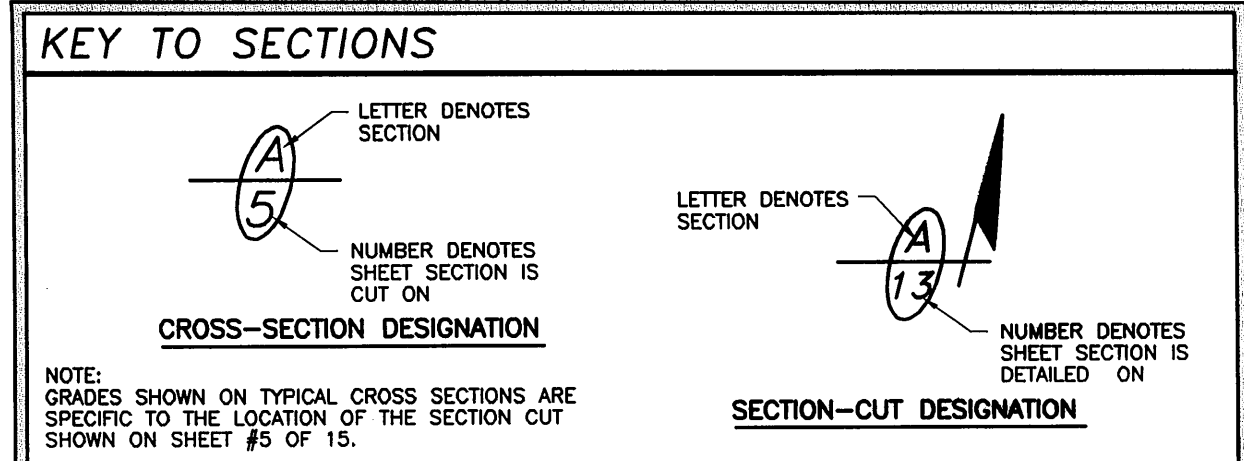 KEY TO SECTIONS
LETTER DENOTES
SECTION
A
5
NUMBER DENOTES
SHEET SECTION IS
CUT ON
CROSS-SECTION DESIGNATION
NOTE:
GRADES SHOWN ON TYPICAL CROSS SECTIONS ARE
SPECIFIC TO THE LOCATION OF THE SECTION CUT
SHOWN ON SHEET #5 OF 15.
LETTER DENOTES
SECTION
A
13
NUMBER DENOTES
SHEET SECTION IS
DETAILED ON
SECTION-CUT DESIGNATION